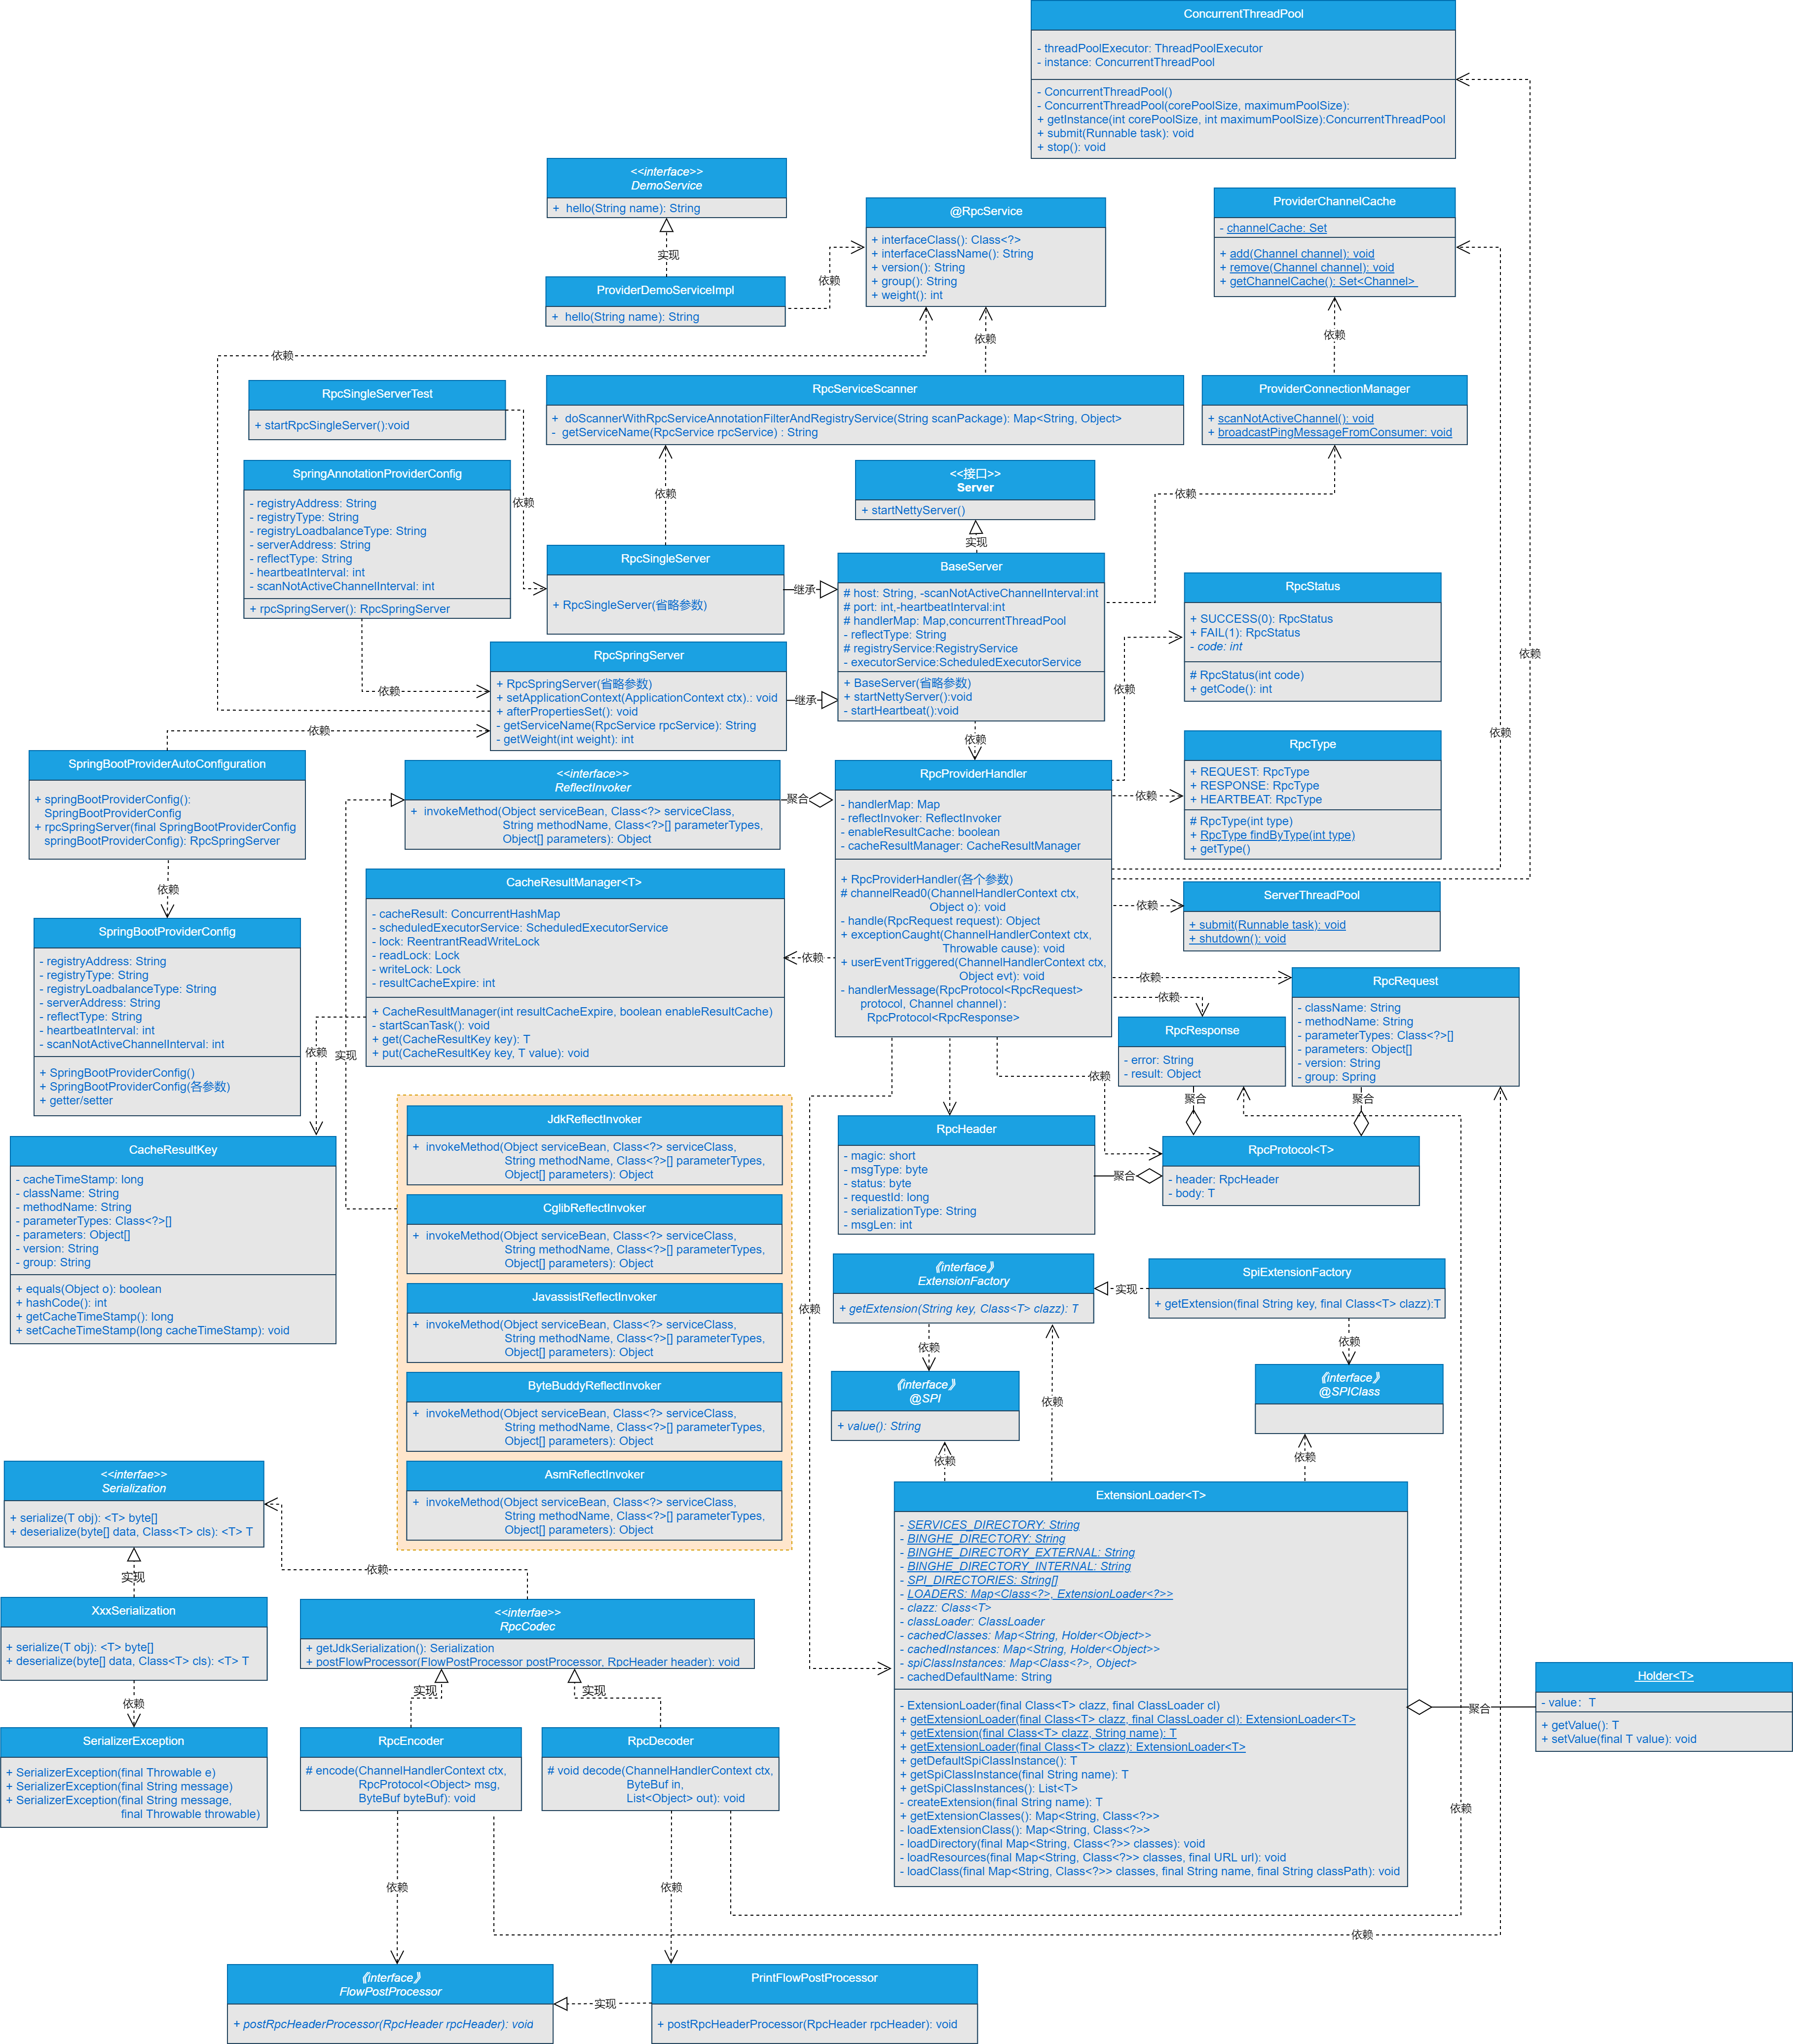 ConcurrentThreadPool
- threadPoolExecutor: ThreadPoolExecutor
- instance: ConcurrentThreadPool
- ConcurrentThreadPool()
- ConcurrentThreadPool(corePoolSize, maximumPoolSize):
+ getInstance(int corePoolSize, int maximumPoolSize):ConcurrentThreadPool
+ submit(Runnable task): void
+ stop(): void
<<interface>>
DemoService
+ hello(String name): String
实现
ProviderDemoServiceImpl
+ hello(String name): String
依赖
@RpcService
+ interfaceClass(): Class<?>
+ interfaceClassName(): String
+ version(): String
+ group(): String
+ weight(): int
ProviderChannelCache
- channelCache: Set
+ add(Channel channel): void
+ remove(Channel channel): void
+ getChannelCache(): Set<Channel>
依赖
依赖
依赖
RpcSingleServerTest
+ startRpcSingleServer():void
RpcServiceScanner
+ doScannerWithRpcServiceAnnotationFilterAndRegistryService(String scanPackage): Map<String, Object>
- getServiceName(RpcService rpcService) : String
ProviderConnectionManager
+ scanNotActiveChannel(): void
+ broadcastPingMessageFromConsumer: void
SpringAnnotationProviderConfig
- registryAddress: String
- registryType: String
- registryLoadbalanceType: String
- serverAddress: String
- reflectType: String
- heartbeatInterval: int
- scanNotActiveChannelInterval: int
+ rpcSpringServer(): RpcSpringServer
依赖
依赖
<<接口>>
Server
+ startNettyServer()
依赖
实现
RpcSingleServer
+ RpcSingleServer(省略参数)
继承
BaseServer
# host: String, -scanNotActiveChannelInterval:int
# port: int,-heartbeatInterval:int
# handlerMap: Map,concurrentThreadPool
- reflectType: String
# registryService:RegistryService
- executorService:ScheduledExecutorService
+ BaseServer(省略参数)
+ startNettyServer():void
- startHeartbeat():void
RpcStatus
+ SUCCESS(0): RpcStatus
+ FAIL(1): RpcStatus
- code: int
# RpcStatus(int code)
+ getCode(): int
依赖
依赖
依赖
RpcSpringServer
+ RpcSpringServer(省略参数)
+ setApplicationContext(ApplicationContext ctx).: void
+ afterPropertiesSet(): void
- getServiceName(RpcService rpcService): String
- getWeight(int weight): int
继承
依赖
依赖
依赖
SpringBootProviderAutoConfiguration
+ springBootProviderConfig():
SpringBootProviderConfig
+ rpcSpringServer(final SpringBootProviderConfig
springBootProviderConfig): RpcSpringServer
依赖
<<interface>>
ReflectInvoker
+ invokeMethod(Object serviceBean, Class<?> serviceClass,
String methodName, Class<?>[] parameterTypes,
Object[] parameters): Object
聚合
RpcProviderHandler
- handlerMap: Map
- reflectInvoker: ReflectInvoker
- enableResultCache: boolean
- cacheResultManager: CacheResultManager
+ RpcProviderHandler(各个参数)
# channelRead0(ChannelHandlerContext ctx,
Object o): void
- handle(RpcRequest request): Object
+ exceptionCaught(ChannelHandlerContext ctx,
Throwable cause): void
+ userEventTriggered(ChannelHandlerContext ctx,
Object evt): void
- handlerMessage(RpcProtocol<RpcRequest>
protocol, Channel channel):
RpcProtocol<RpcResponse>
依赖
RpcType
+ REQUEST: RpcType
+ RESPONSE: RpcType
+ HEARTBEAT: RpcType
# RpcType(int type)
+ RpcType findByType(int type)
+ getType()
依赖
ServerThreadPool
+ submit(Runnable task): void
+ shutdown(): void
CacheResultManager<T>
- cacheResult: ConcurrentHashMap
- scheduledExecutorService: ScheduledExecutorService
- lock: ReentrantReadWriteLock
- readLock: Lock
- writeLock: Lock
- resultCacheExpire: int
+ CacheResultManager(int resultCacheExpire, boolean enableResultCache)
- startScanTask(): void
+ get(CacheResultKey key): T
+ put(CacheResultKey key, T value): void
依赖
SpringBootProviderConfig
- registryAddress: String
- registryType: String
- registryLoadbalanceType: String
- serverAddress: String
- reflectType: String
- heartbeatInterval: int
- scanNotActiveChannelInterval: int
+ SpringBootProviderConfig()
+ SpringBootProviderConfig(各参数)
+ getter/setter
依赖
实现
依赖
依赖
RpcRequest
- className: String
- methodName: String
- parameterTypes: Class<?>[]
- parameters: Object[]
- version: String
- group: Spring
RpcResponse
- error: String
- result: Object
依赖
聚合
聚合
CacheResultKey
- cacheTimeStamp: long
- className: String
- methodName: String
- parameterTypes: Class<?>[]
- parameters: Object[]
- version: String
- group: String
+ equals(Object o): boolean
+ hashCode(): int
+ getCacheTimeStamp(): long
+ setCacheTimeStamp(long cacheTimeStamp): void
JdkReflectInvoker
+ invokeMethod(Object serviceBean, Class<?> serviceClass,
String methodName, Class<?>[] parameterTypes,
Object[] parameters): Object
CglibReflectInvoker
+ invokeMethod(Object serviceBean, Class<?> serviceClass,
String methodName, Class<?>[] parameterTypes,
Object[] parameters): Object
JavassistReflectInvoker
+ invokeMethod(Object serviceBean, Class<?> serviceClass,
String methodName, Class<?>[] parameterTypes,
Object[] parameters): Object
ByteBuddyReflectInvoker
+ invokeMethod(Object serviceBean, Class<?> serviceClass,
String methodName, Class<?>[] parameterTypes,
Object[] parameters): Object
AsmReflectInvoker
+ invokeMethod(Object serviceBean, Class<?> serviceClass,
String methodName, Class<?>[] parameterTypes,
Object[] parameters): Object
RpcHeader
- magic: short
- msgType: byte
- status: byte
- requestId: long
- serializationType: String
- msgLen: int
聚合
RpcProtocol<T>
- header: RpcHeader
- body: T
依赖
《interface》
ExtensionFactory
+ getExtension(String key, Class<T> clazz): T
实现
SpiExtensionFactory
+ getExtension(final String key, final Class<T> clazz):T
依赖
依赖
《interface》
@SPI
+ value(): String
依赖
《interface》
@SPIClass
依赖
依赖
ExtensionLoader<T>
- SERVICES_DIRECTORY: String
- BINGHE_DIRECTORY: String
- BINGHE_DIRECTORY_EXTERNAL: String
- BINGHE_DIRECTORY_INTERNAL: String
- SPI_DIRECTORIES: String[]
- LOADERS: Map<Class<?>, ExtensionLoader<?>>
- clazz: Class<T>
- classLoader: ClassLoader
- cachedClasses: Map<String, Holder<Object>>
- cachedInstances: Map<String, Holder<Object>>
- spiClassInstances: Map<Class<?>, Object>
- cachedDefaultName: String
- ExtensionLoader(final Class<T> clazz, final ClassLoader cl)
+ getExtensionLoader(final Class<T> clazz, final ClassLoader cl): ExtensionLoader<T>
+ getExtension(final Class<T> clazz, String name): T
+ getExtensionLoader(final Class<T> clazz): ExtensionLoader<T>
+ getDefaultSpiClassInstance(): T
+ getSpiClassInstance(final String name): T
+ getSpiClassInstances(): List<T>
- createExtension(final String name): T
+ getExtensionClasses(): Map<String, Class<?>>
- loadExtensionClass(): Map<String, Class<?>>
- loadDirectory(final Map<String, Class<?>> classes): void
- loadResources(final Map<String, Class<?>> classes, final URL url): void
- loadClass(final Map<String, Class<?>> classes, final String name, final String classPath): void
聚合
Holder<T>
- value: T
+ getValue(): T
+ setValue(final T value): void
<<interfae>>
Serialization
+ serialize(T obj): <T> byte[]
+ deserialize(byte[] data, Class<T> cls): <T> T
实现
依赖
XxxSerialization
+ serialize(T obj): <T> byte[]
+ deserialize(byte[] data, Class<T> cls): <T> T
依赖
SerializerException
+ SerializerException(final Throwable e)
+ SerializerException(final String message)
+ SerializerException(final String message,
final Throwable throwable)
<<interfae>>
RpcCodec
+ getJdkSerialization(): Serialization
+ postFlowProcessor(FlowPostProcessor postProcessor, RpcHeader header): void
实现
实现
RpcEncoder
# encode(ChannelHandlerContext ctx,
RpcProtocol<Object> msg,
ByteBuf byteBuf): void
RpcDecoder
# void decode(ChannelHandlerContext ctx,
ByteBuf in,
List<Object> out): void
依赖
依赖
依赖
依赖
《interface》
FlowPostProcessor
+ postRpcHeaderProcessor(RpcHeader rpcHeader): void
实现
PrintFlowPostProcessor
+ postRpcHeaderProcessor(RpcHeader rpcHeader): void